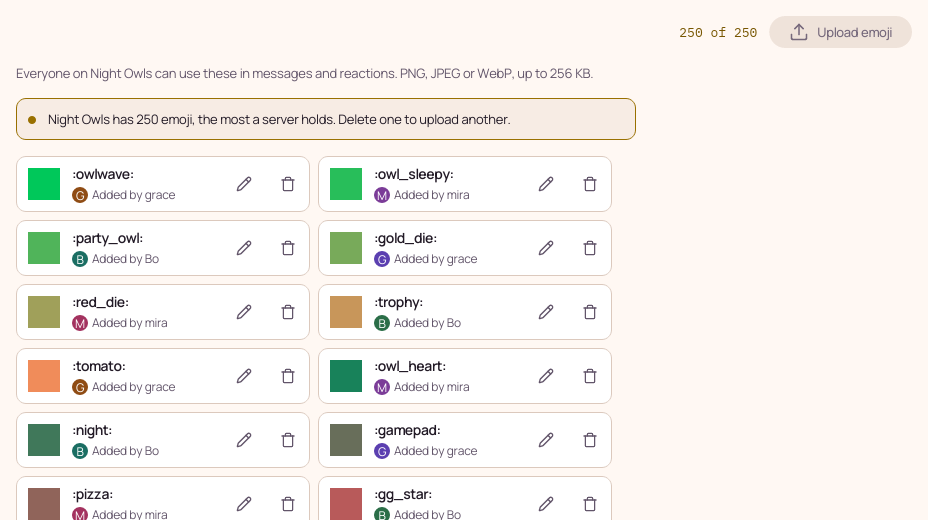 250 of 250
Upload emoji
Everyone on Night Owls can use these in messages and reactions. PNG, JPEG or WebP, up to 256 KB.
Night Owls has 250 emoji, the most a server holds. Delete one to upload another.
:owlwave:
G Added by grace
:owl_sleepy:
M Added by mira
:party_owl:
B Added by Bo
:gold_die:
G Added by grace
:red_die:
M Added by mira
:trophy:
B Added by Bo
:tomato:
G Added by grace
:owl_heart:
M Added by mira
:night:
B Added by Bo
:gamepad:
G Added by grace
:pizza:
M Added by mira
:gg_star:
B Added by Bo